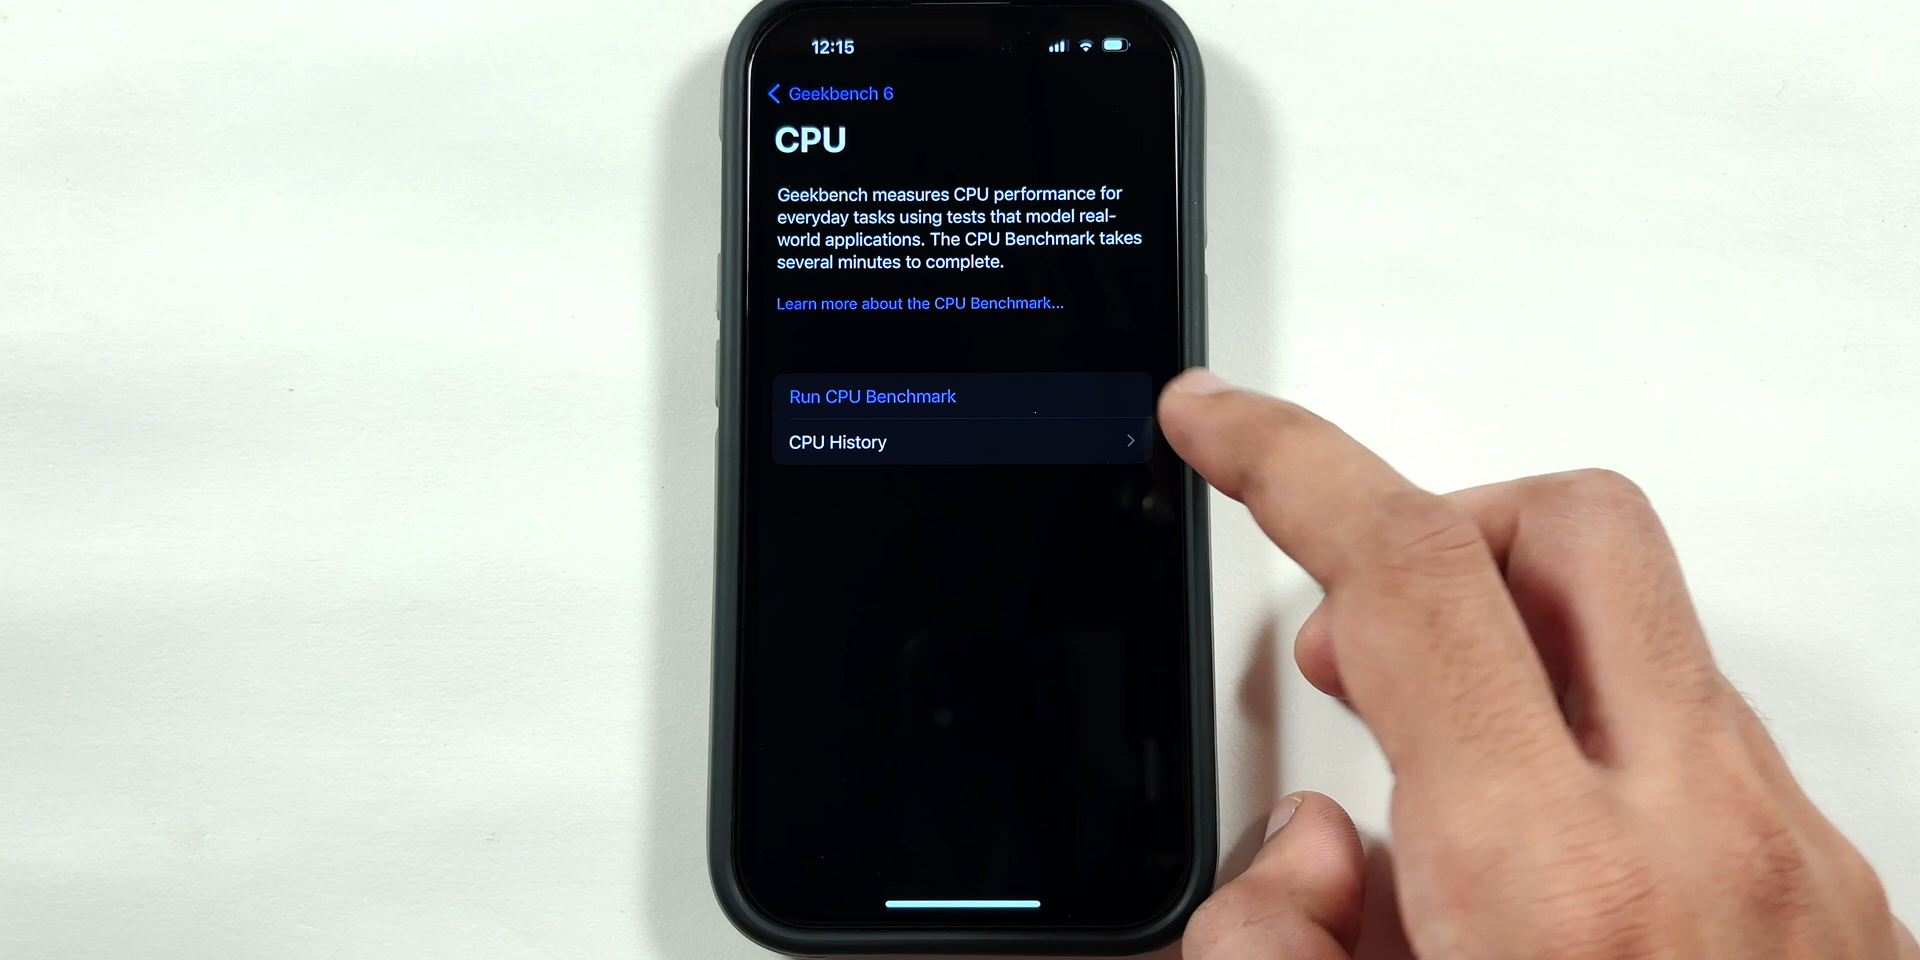 12:15
Geekbench 6
CPU
Geekbench measures CPU performance for
everyday tasks using tests that model real-
world applications. The CPU Benchmark takes
several minutes to complete.
Learn more about the CPU Benchmark...
Run CPU Benchmark
CPU History